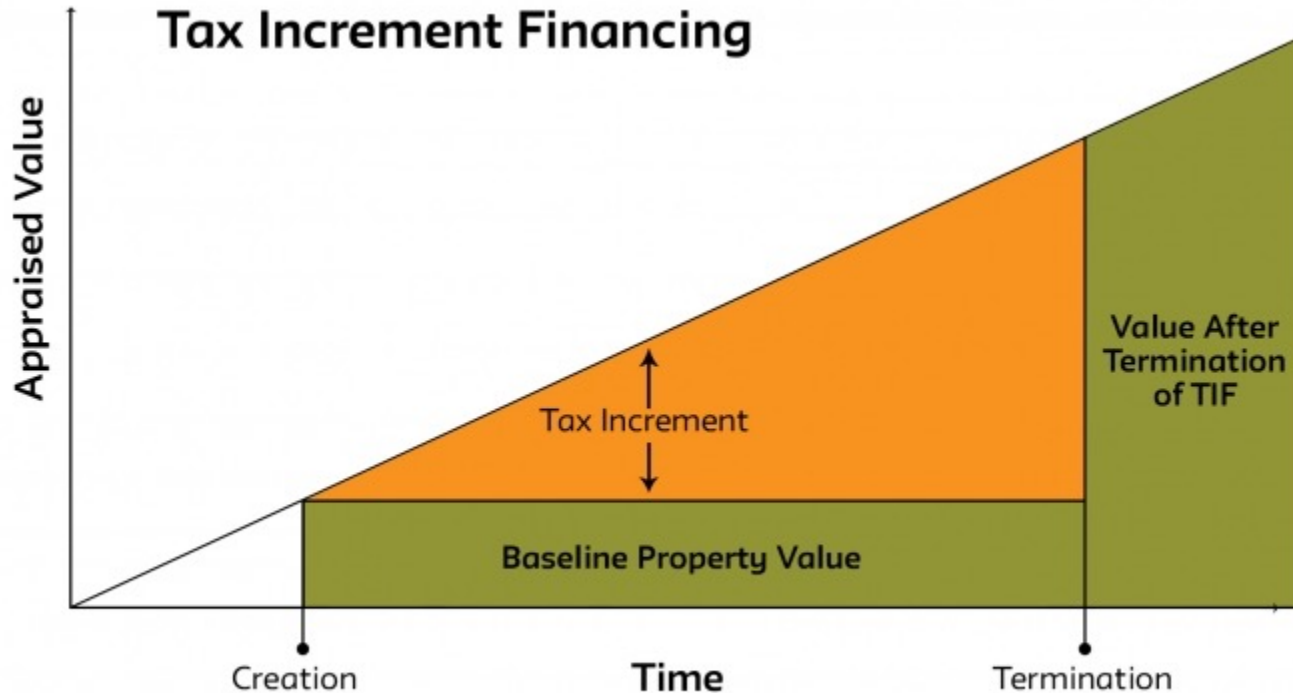 Tax Increment Financing
Appraised Value
Tax Increment
Value After
Termination
of TIF
Baseline Property Value
Creation
Time
Termination